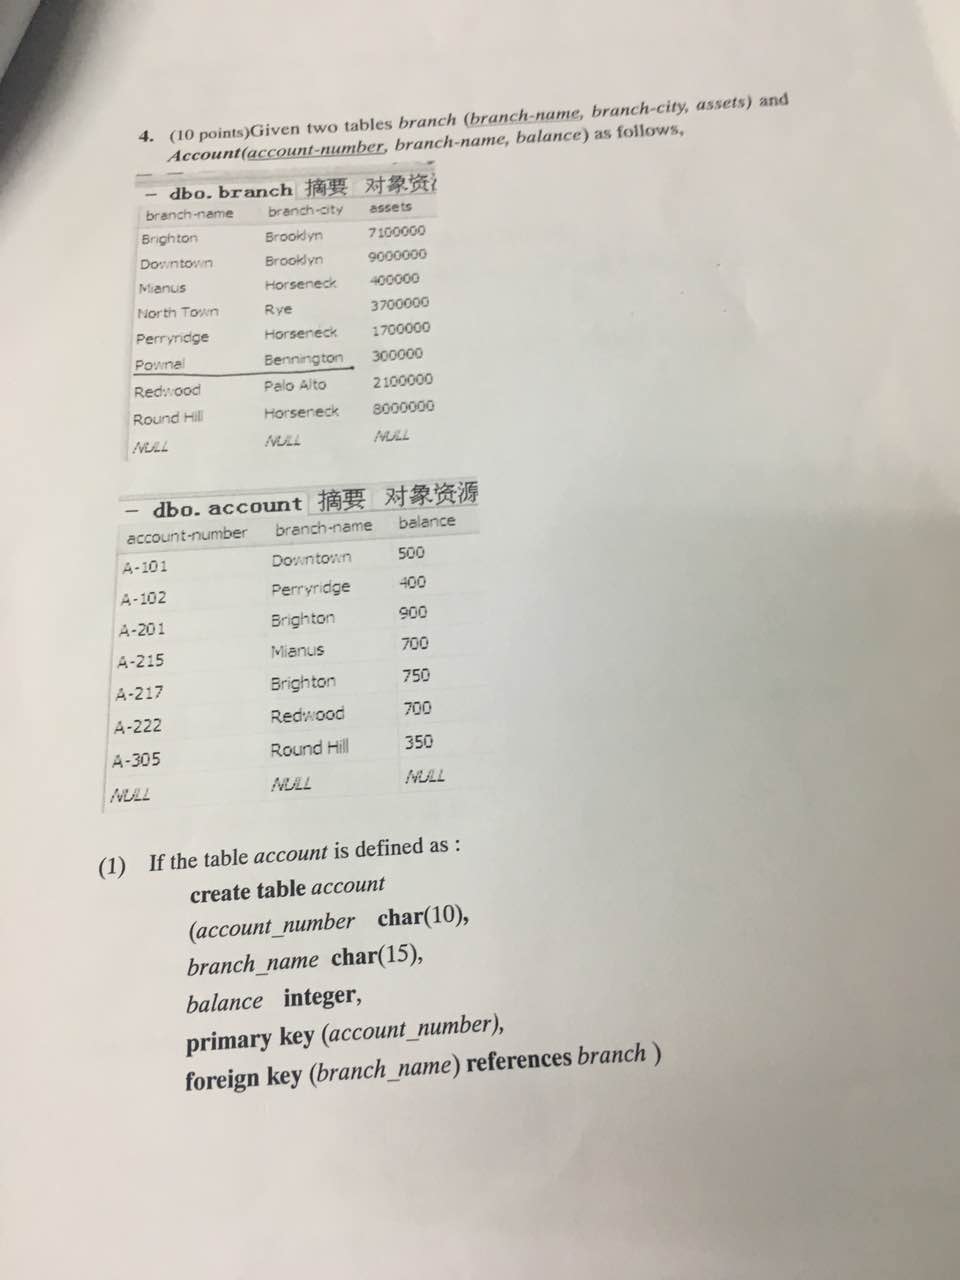 4. (10 points)Given two tables branch (branch-name, branch-city, assets) and
Account(account-number, branch-name, balance) as follows,
dbo. branch 摘要 对象资
branch-name branch-city assets
Brighton Brooklyn 7100000
Downtown Brooklyn 9000000
Mianus Horseneck 400000
North Town Rye 3700000
Perryridge Horseneck 1700000
Pownal Bennington 300000
Redwood Palo Alto 2100000
Round Hill Horseneck 8000000
NULL NULL NULL
dbo. account 摘要 对象资源
account-number branch-name balance
A-101 Downtown 500
A-102 Perryridge 400
A-201 Brighton 900
A-215 Mianus 700
A-217 Brighton 750
A-222 Redwood 700
A-305 Round Hill 350
NULL NULL NULL
(1) If the table account is defined as :
create table account
(account_number char(10),
branch_name char(15),
balance integer,
primary key (account_number),
foreign key (branch_name) references branch )